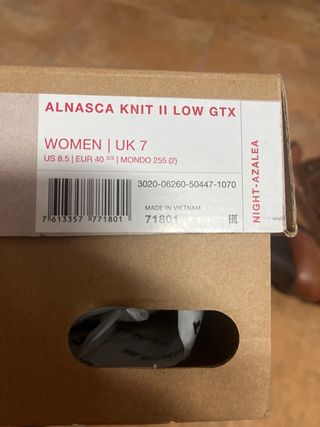 ALNASCA KNIT II LOW GTX
WOMEN | UK 7
US 8.5 | EUR 40 2/3 | MONDO 255 (2)
3020-06260-50447-1070
MADE IN VIETNAM
7 613357 771801
71801
EAC
NIGHT-AZALEA